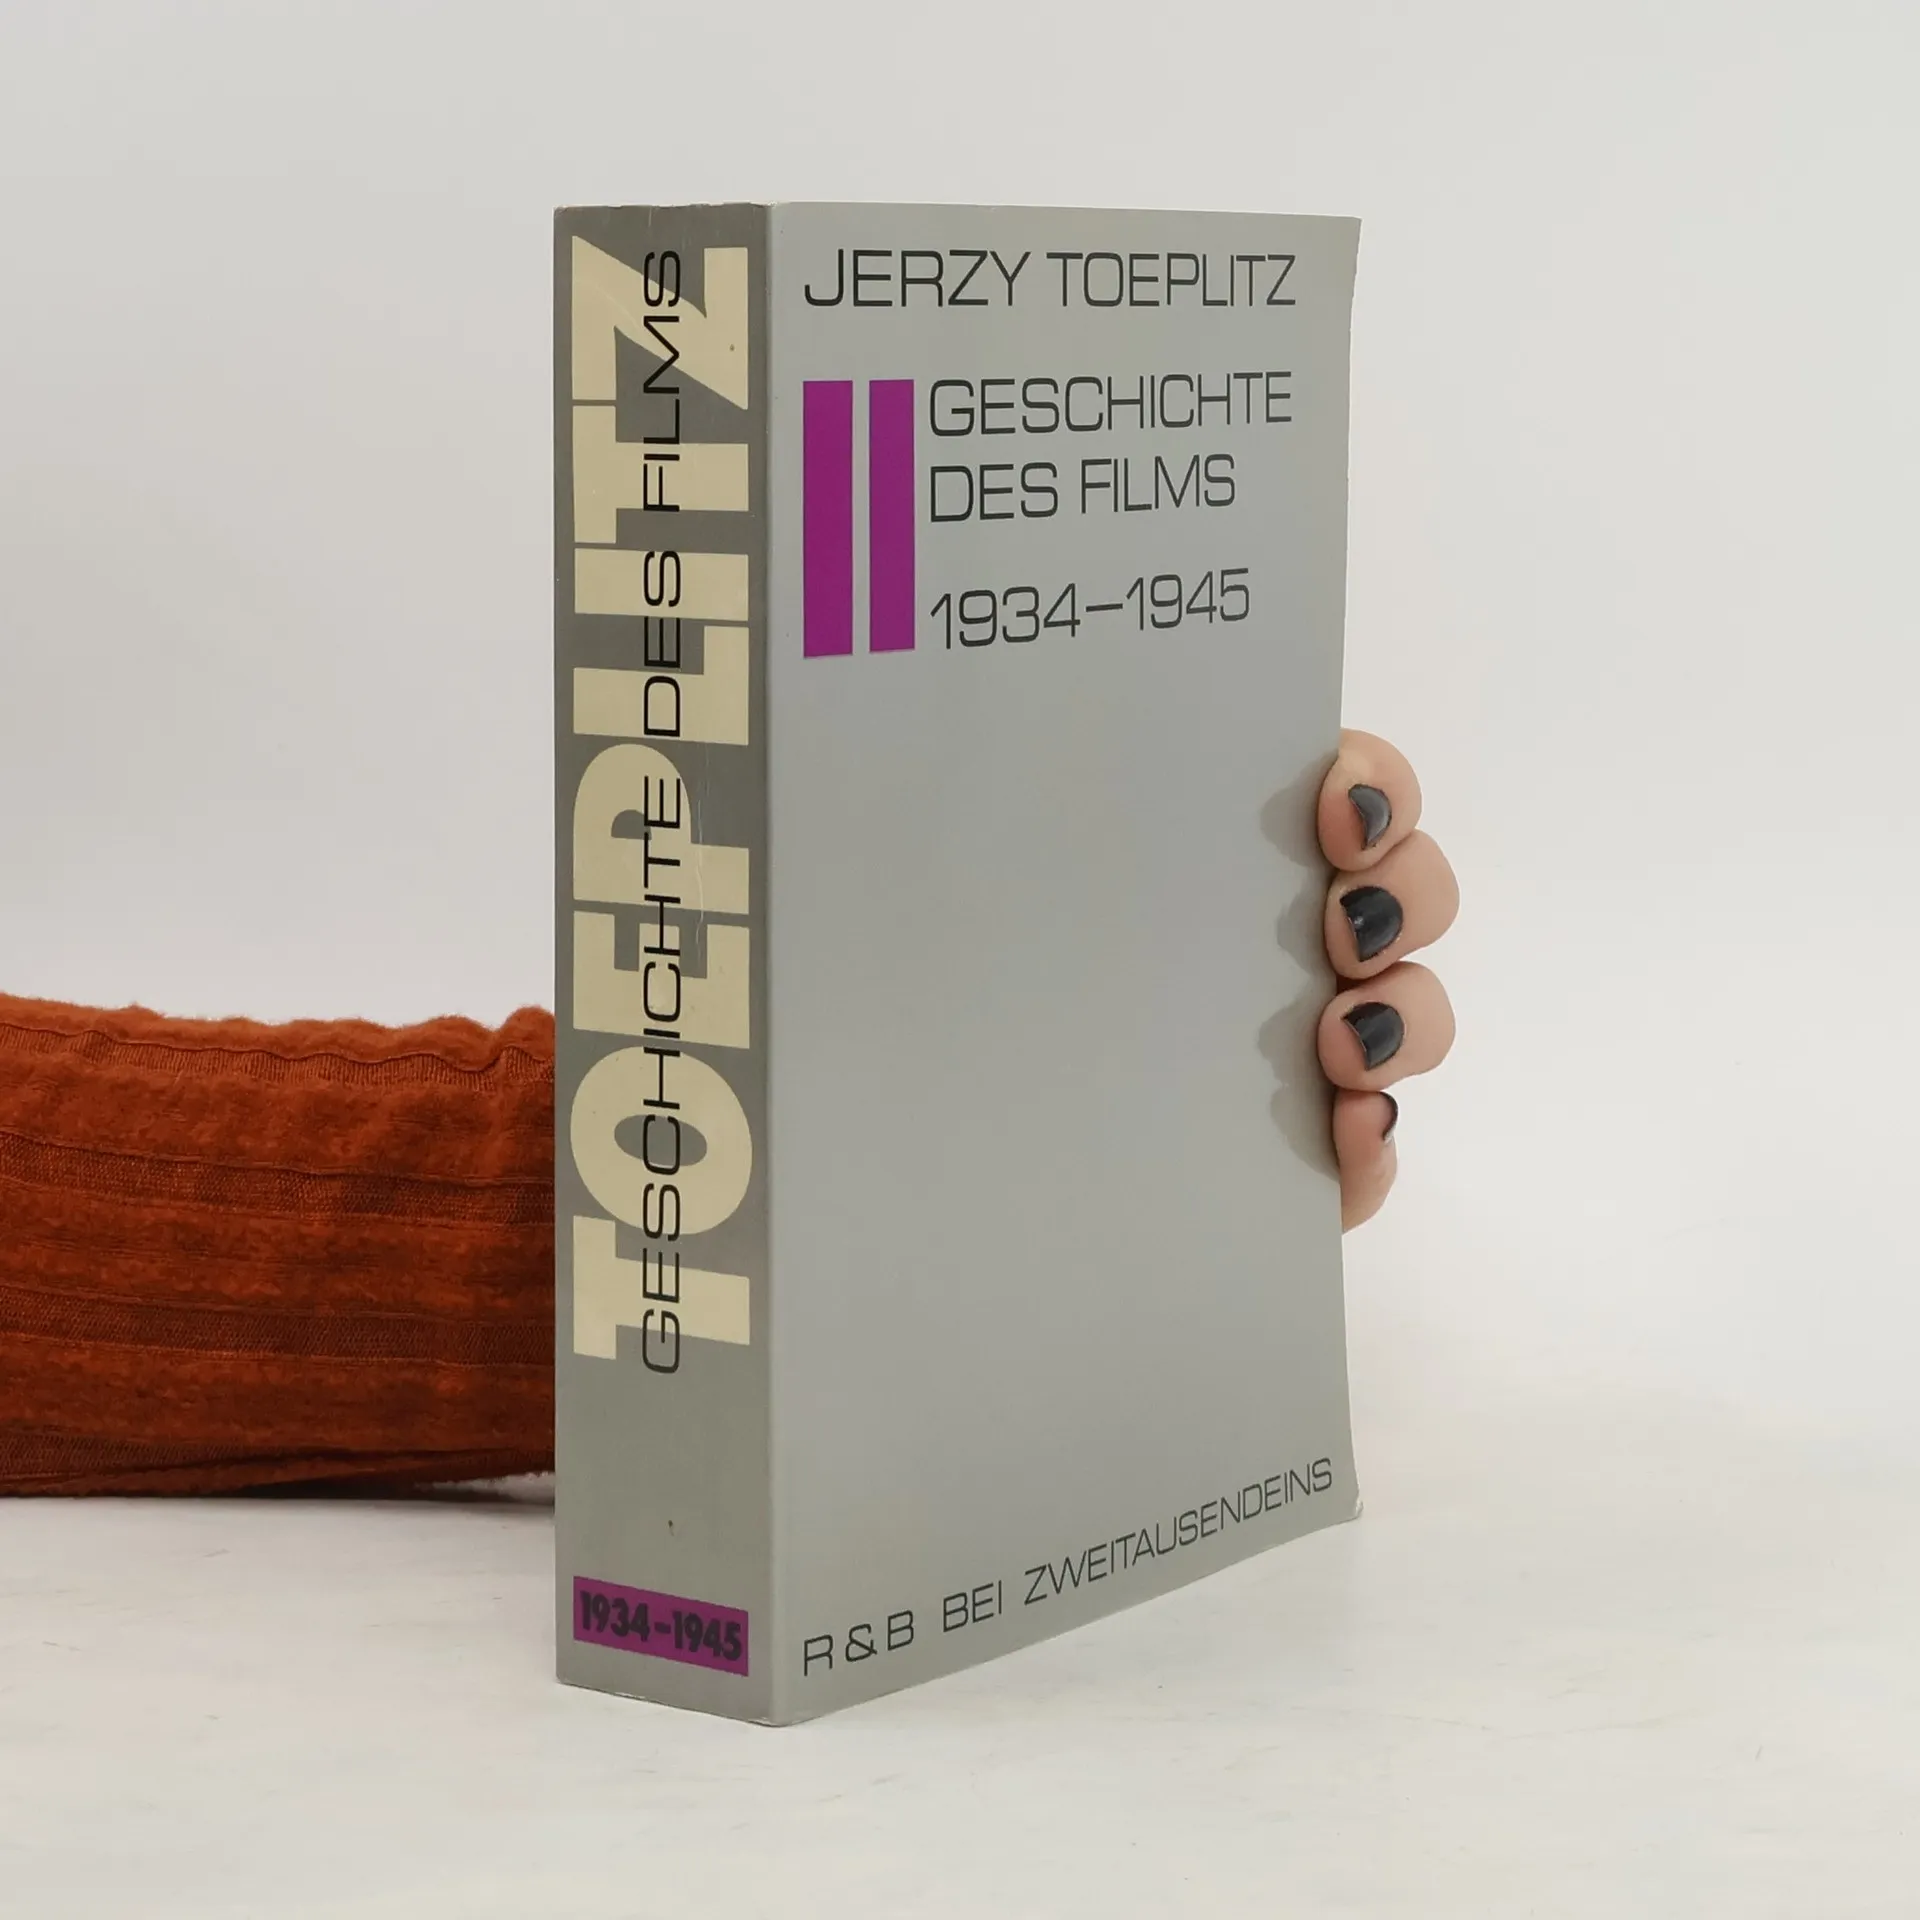 TOEPLITZ
GESCHICHTE DES FILMS
1934-1945
JERZY TOEPLITZ
II
GESCHICHTE
DES FILMS
1934–1945
R & B BEI ZWEITAUSENDEINS